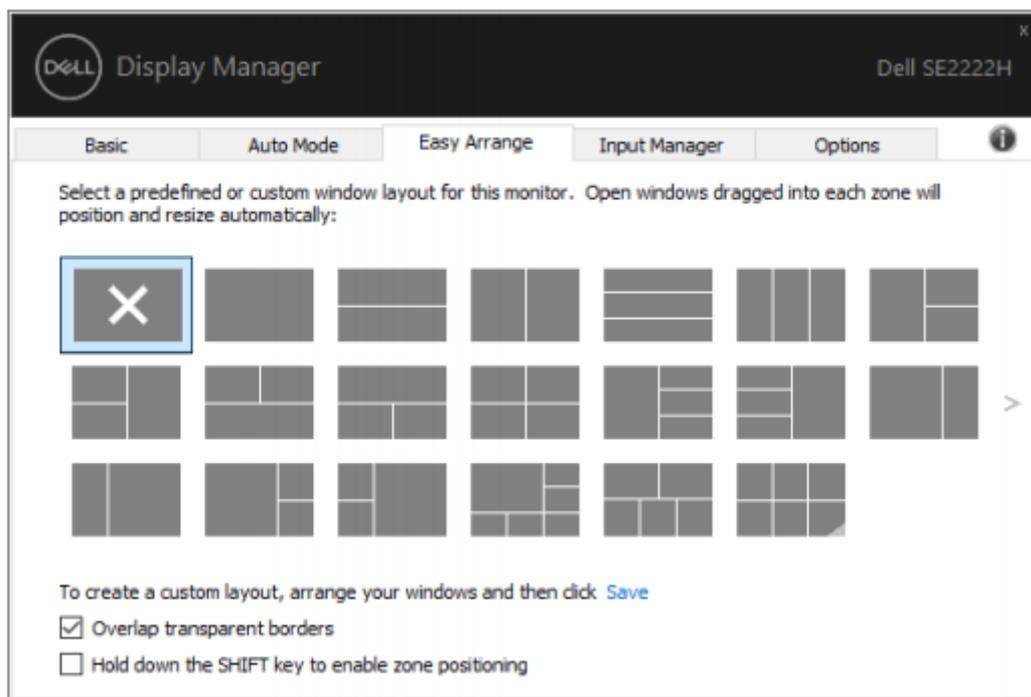 x
DELL Display Manager Dell SE2222H
Basic Auto Mode Easy Arrange Input Manager Options i
Select a predefined or custom window layout for this monitor. Open windows dragged into each zone will
position and resize automatically:
>
To create a custom layout, arrange your windows and then click Save
Overlap transparent borders
Hold down the SHIFT key to enable zone positioning